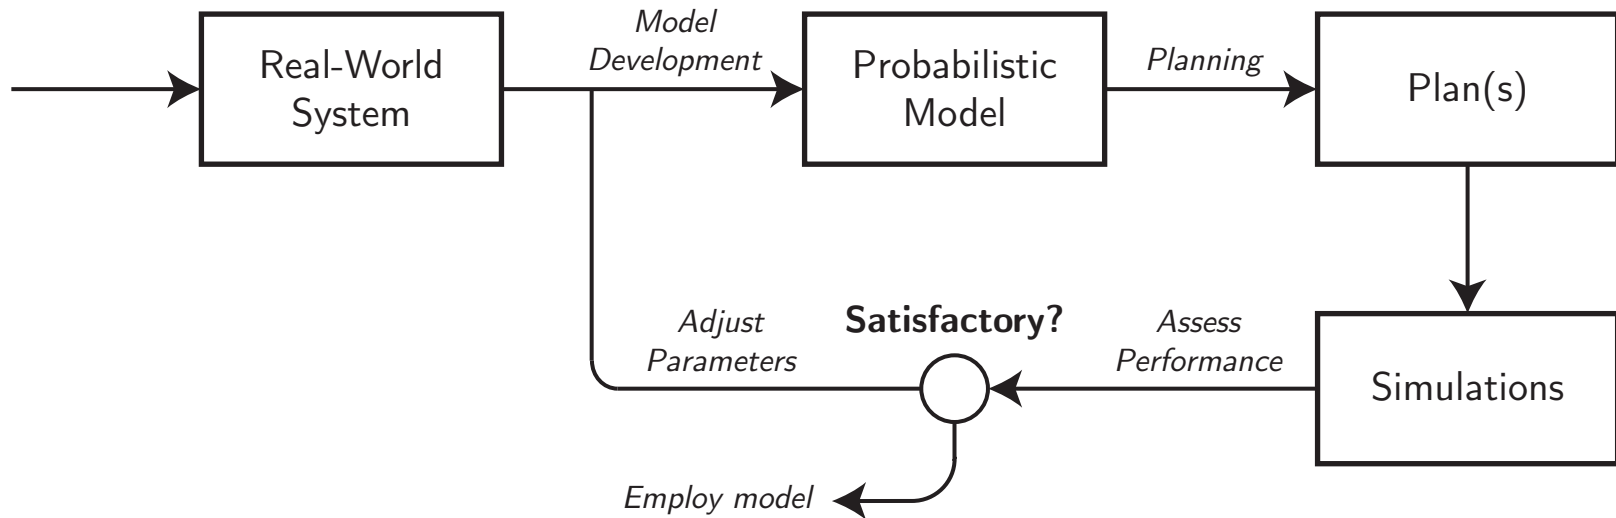 Real-World
System
Model
Development
Probabilistic
Model
Planning
Plan(s)
Adjust
Parameters
Satisfactory?
Assess
Performance
Simulations
Employ model